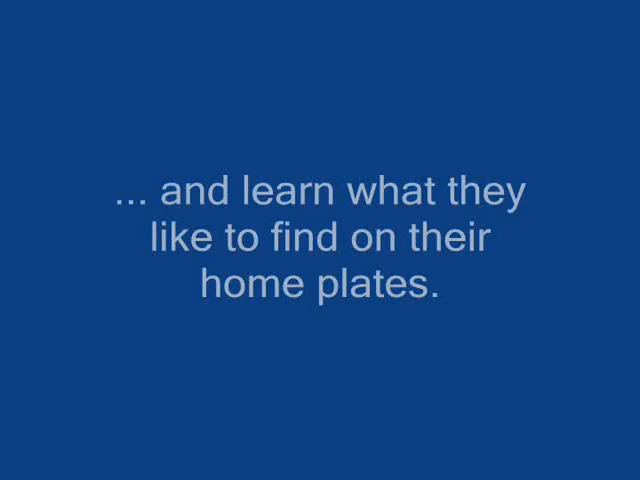 ... and learn what they
like to find on their
home plates.